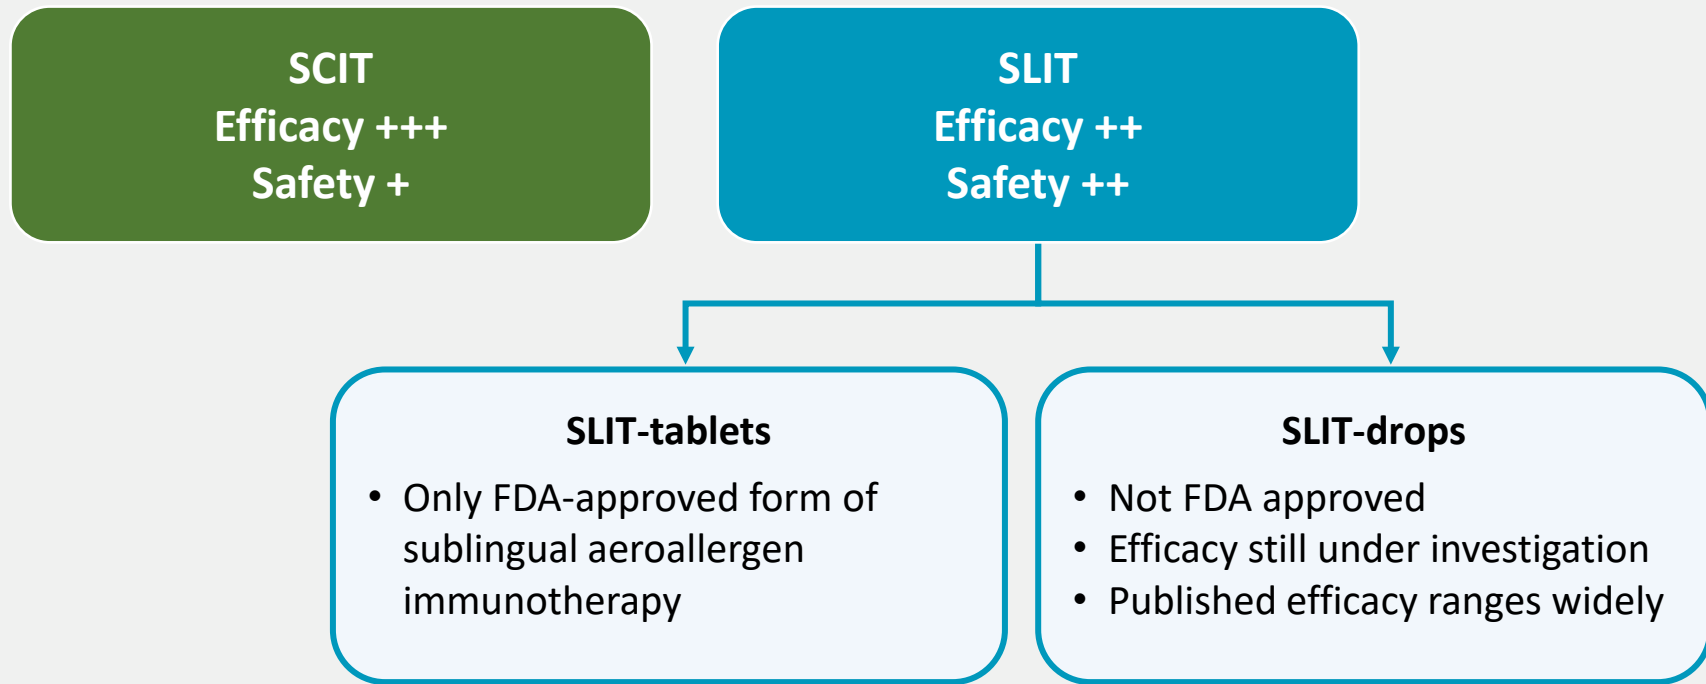 SCIT
Efficacy +++
Safety +
SLIT
Efficacy ++
Safety ++
SLIT-tablets
• Only FDA-approved form of
sublingual aeroallergen
immunotherapy
SLIT-drops
• Not FDA approved
• Efficacy still under investigation
• Published efficacy ranges widely